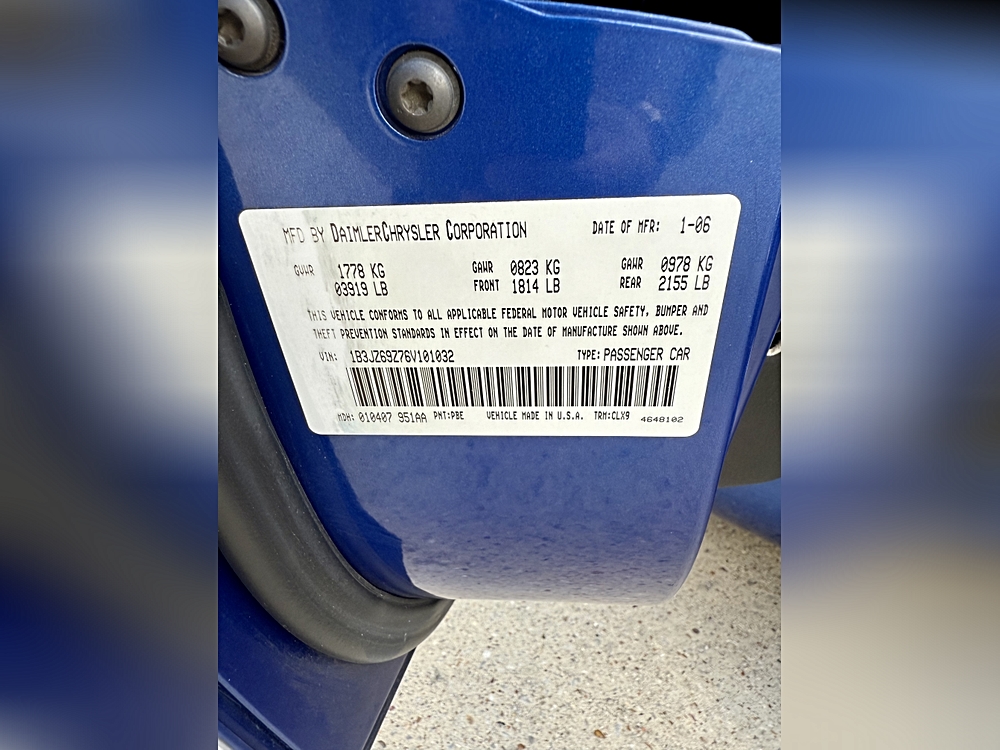 MFD BY DAIMLERCHRYSLER CORPORATION DATE OF MFR: 1-06
GVWR 1778 KG GAWR 0823 KG GAWR 0978 KG
03919 LB FRONT 1814 LB REAR 2155 LB
THIS VEHICLE CONFORMS TO ALL APPLICABLE FEDERAL MOTOR VEHICLE SAFETY, BUMPER AND
THEFT PREVENTION STANDARDS IN EFFECT ON THE DATE OF MANUFACTURE SHOWN ABOVE.
VIN: 1B3JZ69Z76V101032 TYPE: PASSENGER CAR
MDH: 010407 951AA PNT:PBE VEHICLE MADE IN U.S.A. TRM:CLX9 4648102